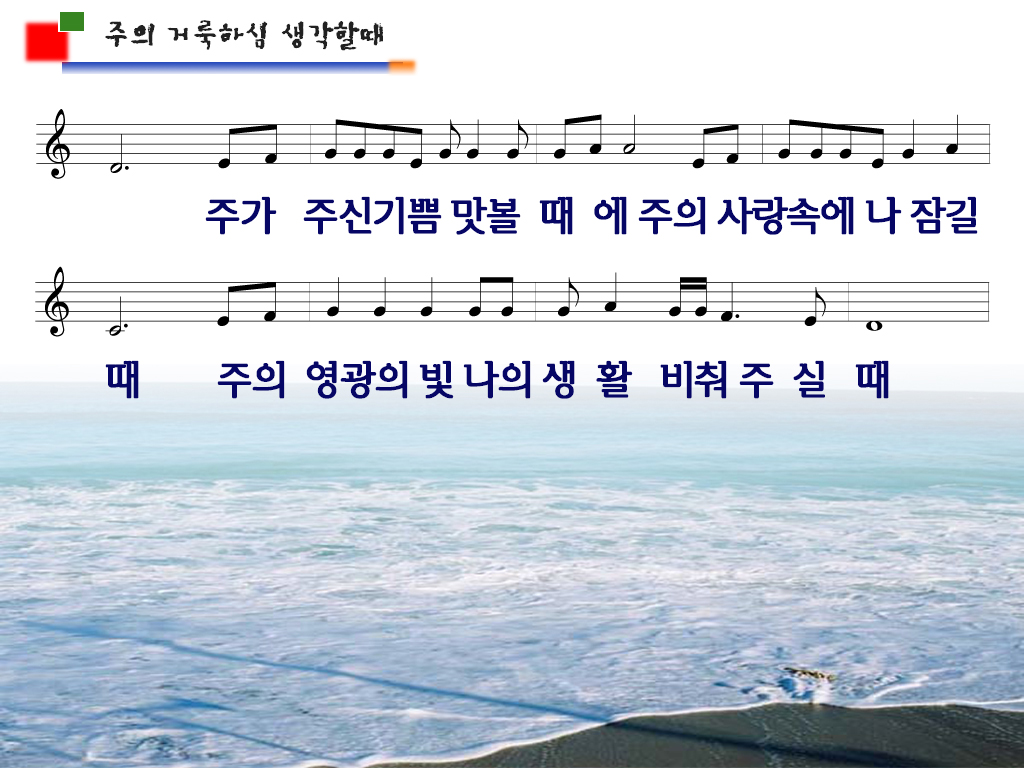 주의 거룩하심 생각할때
주가 주신기쁨 맛볼 때 에 주의 사랑속에 나 잠길
때 주의 영광의 빛 나의 생 활 비춰 주 실 때